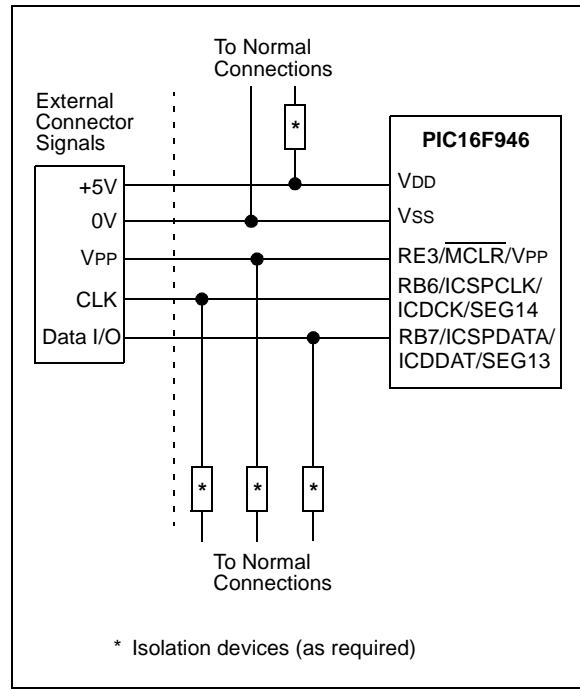 To Normal
Connections
External
Connector
Signals
*
PIC16F946
+5V
VDD
0V
VSS
VPP
RE3/MCLR/VPP
CLK
RB6/ICSPCLK/
ICDCK/SEG14
Data I/O
RB7/ICSPDATA/
ICDDAT/SEG13
* * *
To Normal
Connections
* Isolation devices (as required)